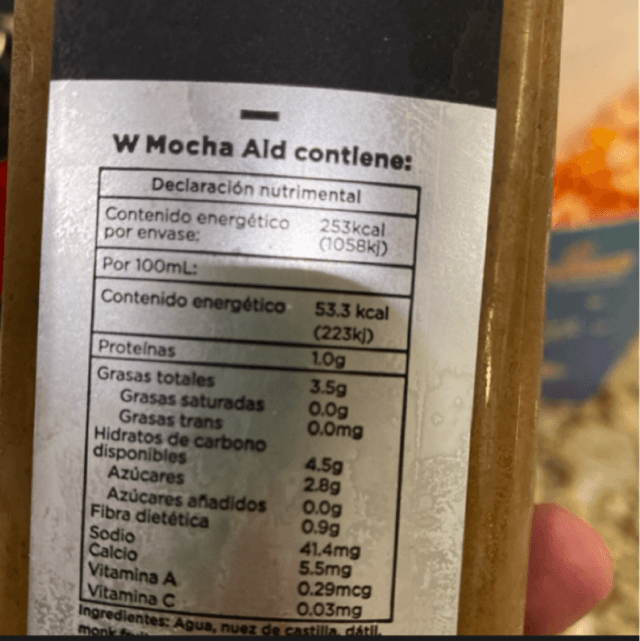 W Mocha Aid contiene:
Declaración nutrimental
Contenido energético 253kcal
por envase: (1058kj)
Por 100mL:
Contenido energético 53.3 kcal
(223kj)
Proteínas 1.0g
Grasas totales 3.5g
Grasas saturadas 0.0g
Grasas trans 0.0mg
Hidratos de carbono
disponibles 4.5g
Azúcares 2.8g
Azúcares añadidos 0.0g
Fibra dietética 0.9g
Sodio 41.4mg
Calcio 5.5mg
Vitamina A 0.29mcg
Vitamina C 0.03mg
Ingredientes: Agua, nuez de castilla, dátil,
monk